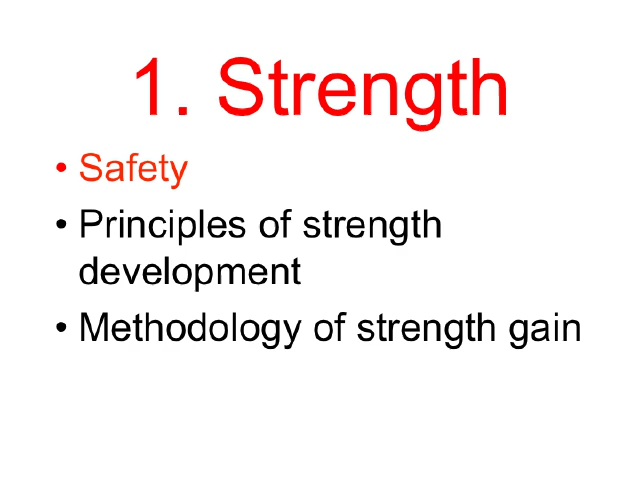 1. Strength
• Safety
• Principles of strength
development
• Methodology of strength gain